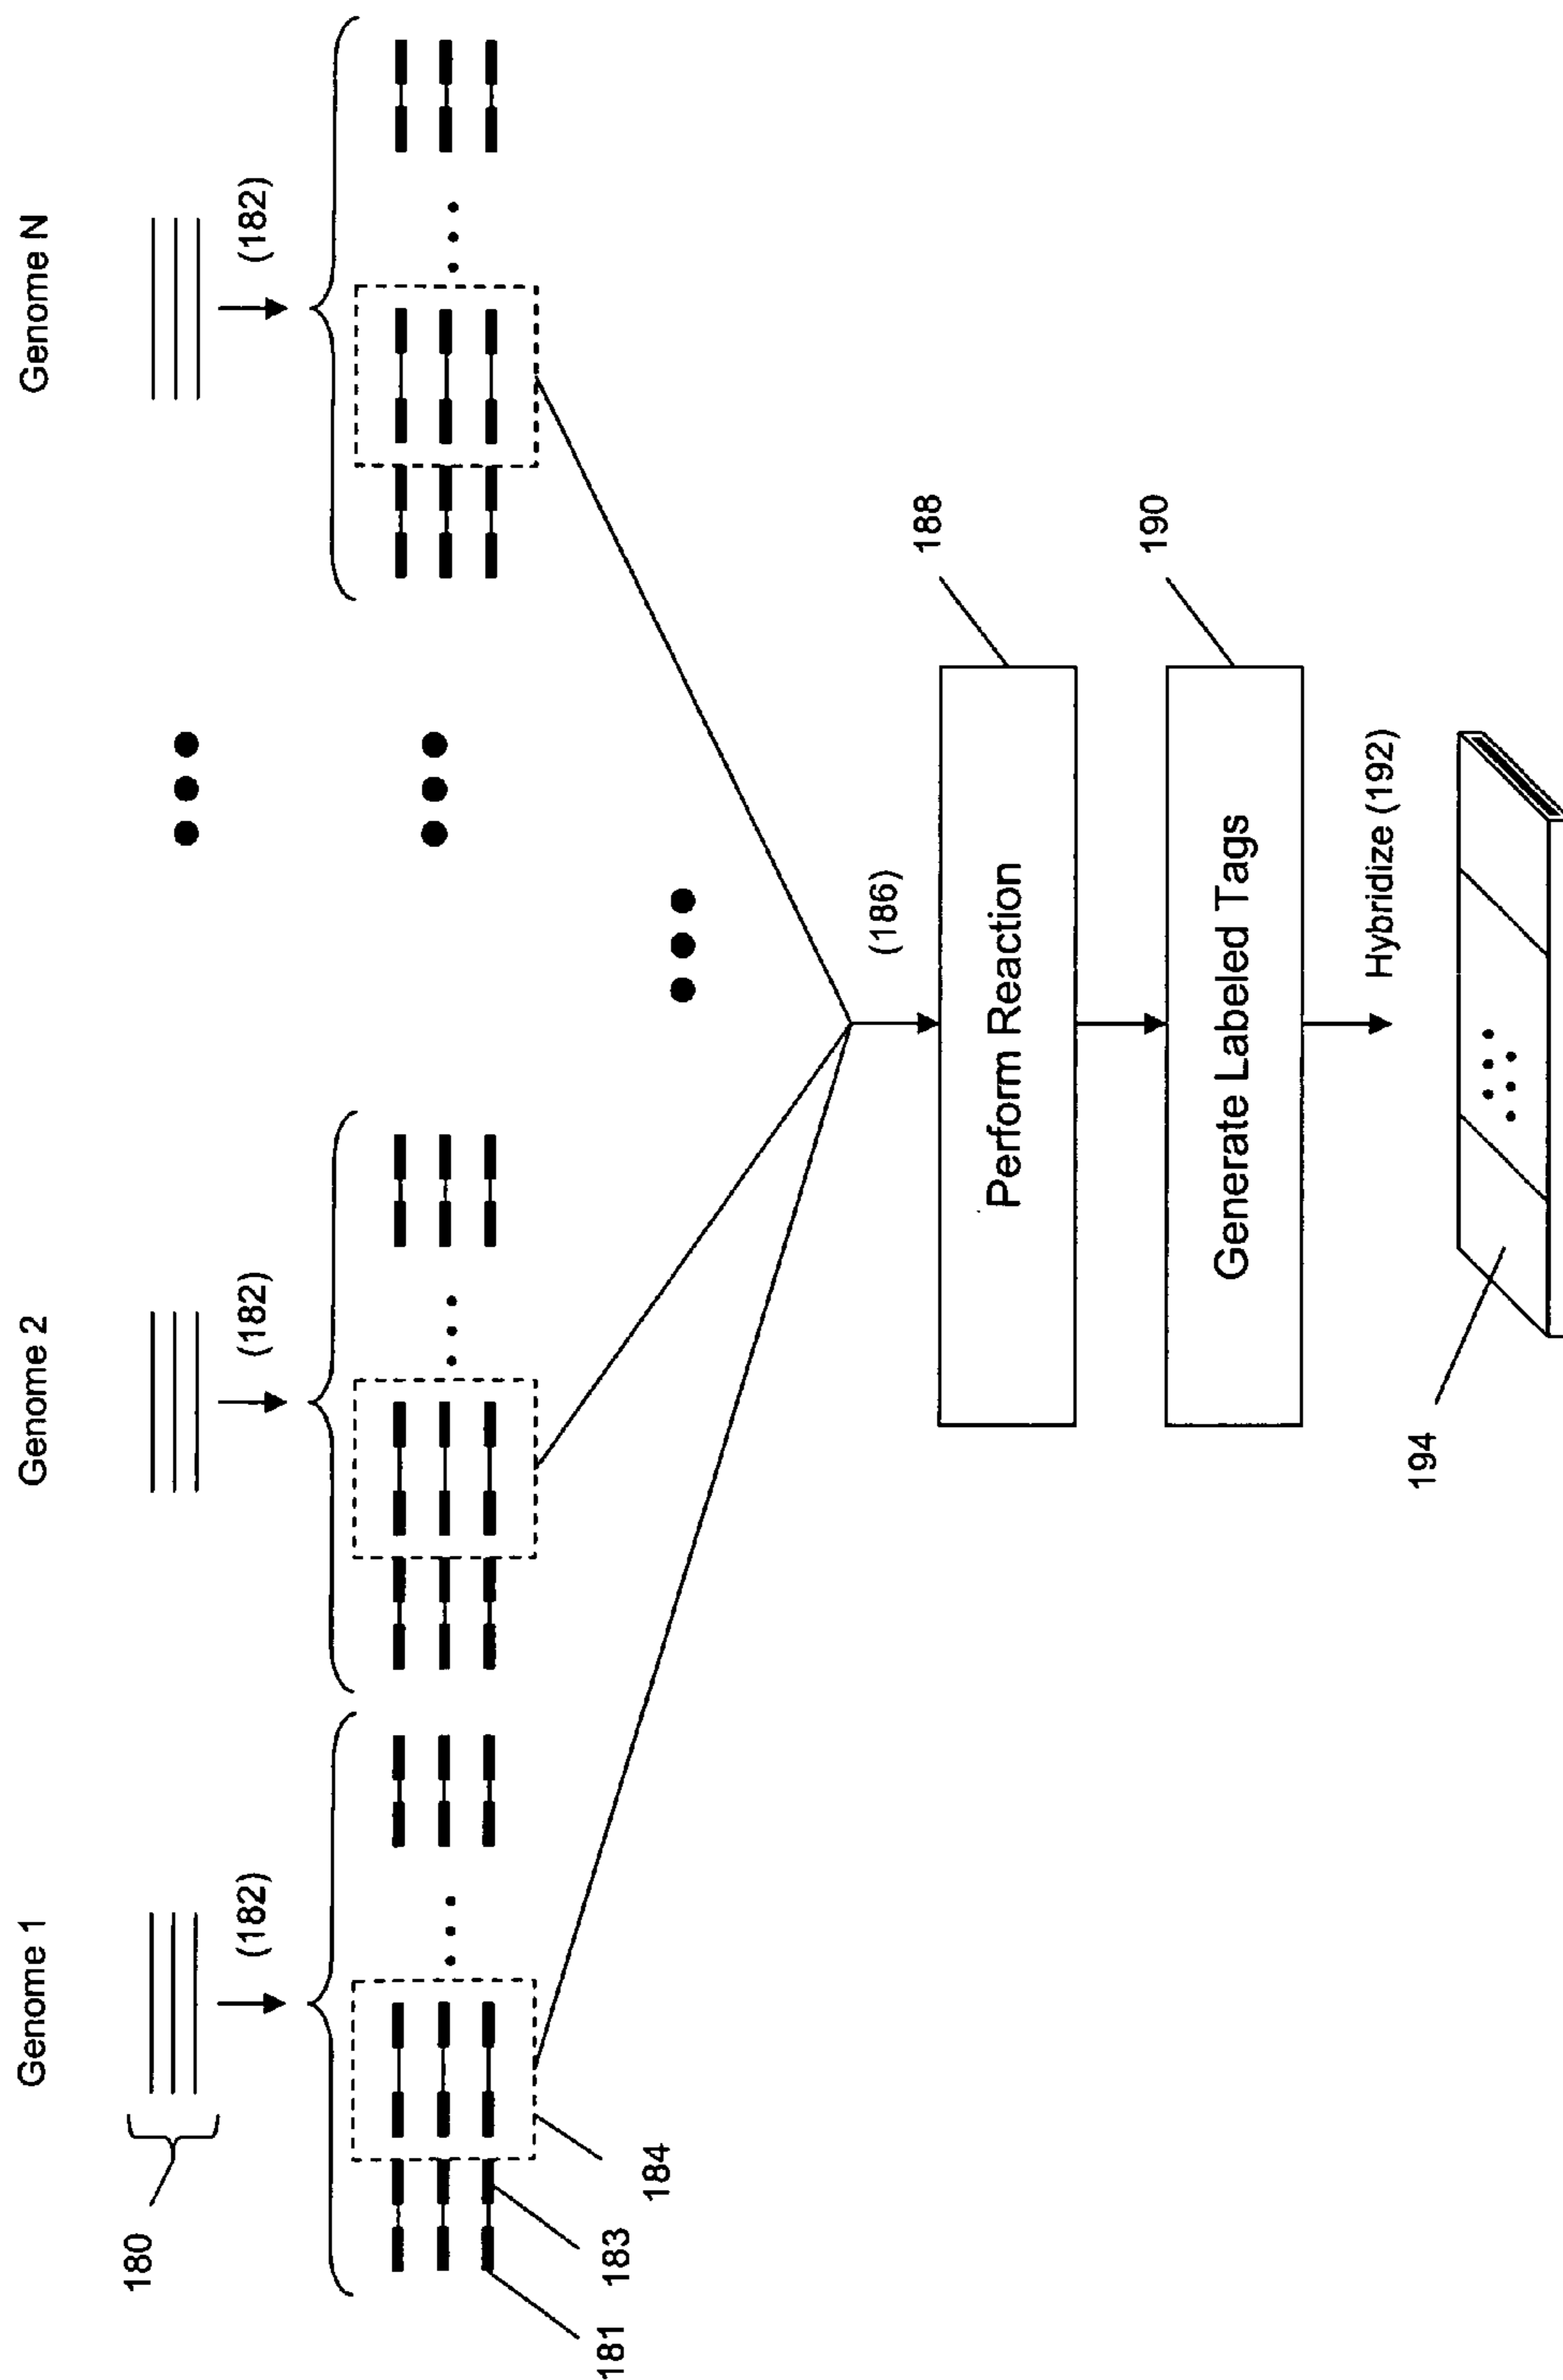 Genome 1
Genome 2
Genome N
180
(182)
(182)
(182)
181
183
184
(186)
Perform Reaction
188
Generate Labeled Tags
190
Hybridize (192)
194